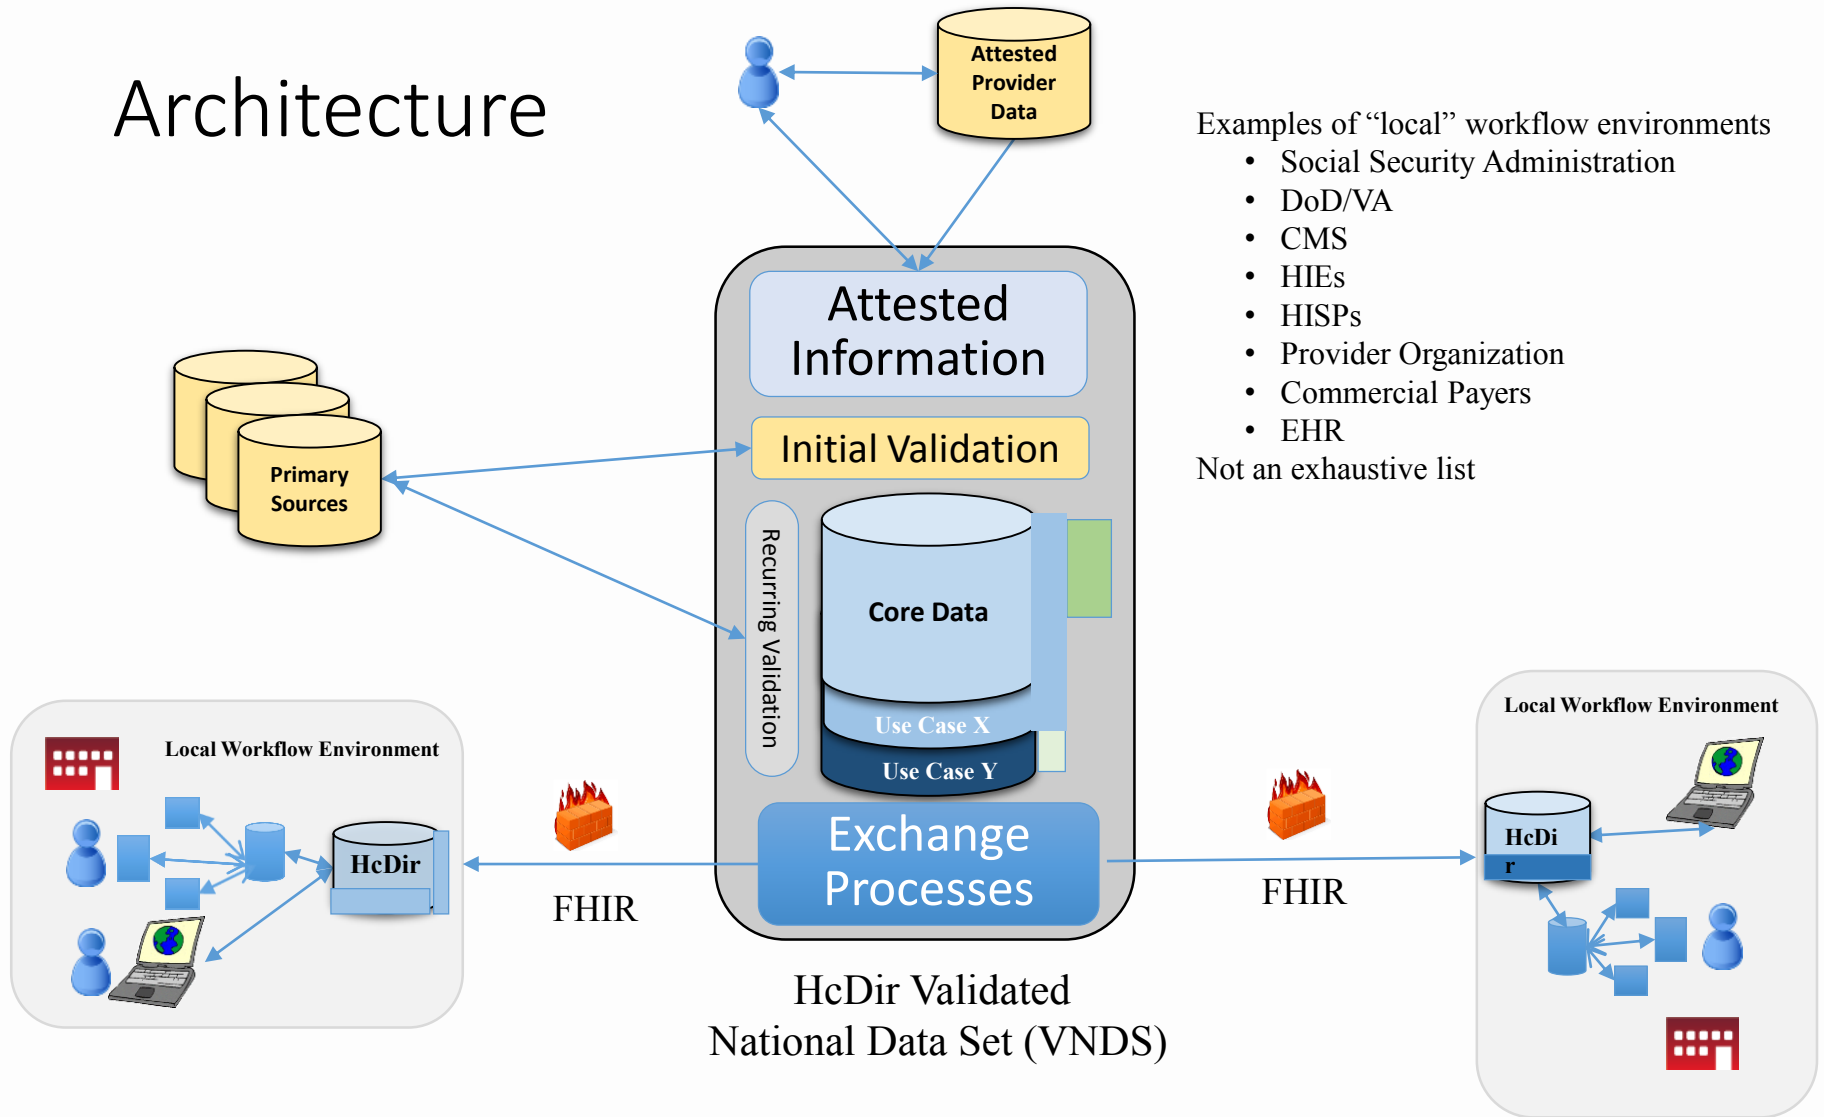 Architecture
Attested
Provider
Data
Examples of “local” workflow environments
• Social Security Administration
• DoD/VA
• CMS
• HIEs
• HISPs
• Provider Organization
• Commercial Payers
• EHR
Not an exhaustive list
Attested
Information
Initial Validation
Primary
Sources
Recurring Validation
Core Data
Use Case X
Use Case Y
Exchange
Processes
Local Workflow Environment
HcDir
FHIR
FHIR
Local Workflow Environment
HcDi
r
HcDir Validated
National Data Set (VNDS)